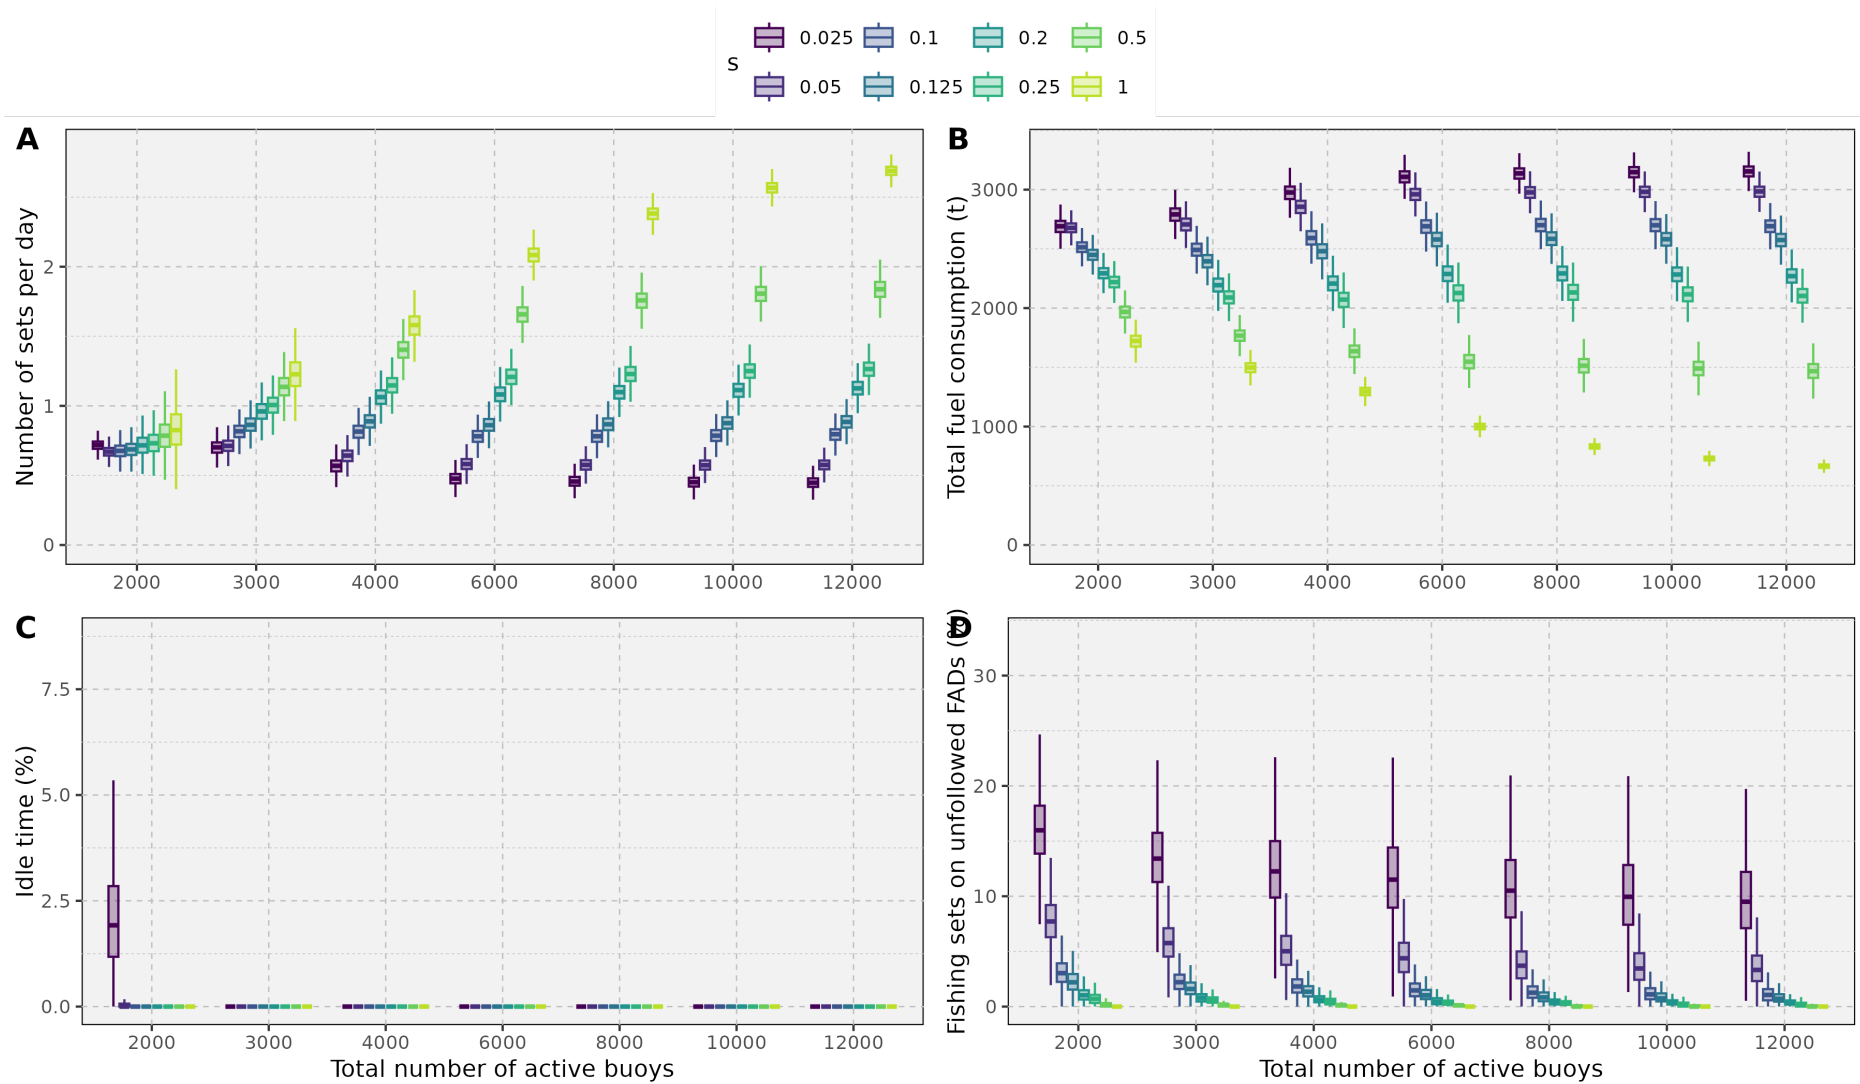 s
0.025 0.1 0.2 0.5
0.05 0.125 0.25 1
A
Number of sets per day
2
1
0
2000 3000 4000 6000 8000 10000 12000
B
Total fuel consumption (t)
3000
2000
1000
0
2000 3000 4000 6000 8000 10000 12000
C
Idle time (%)
7.5
5.0
2.5
0.0
2000 3000 4000 6000 8000 10000 12000
Total number of active buoys
D
Fishing sets on unfollowed FADs (%)
30
20
10
0
2000 3000 4000 6000 8000 10000 12000
Total number of active buoys